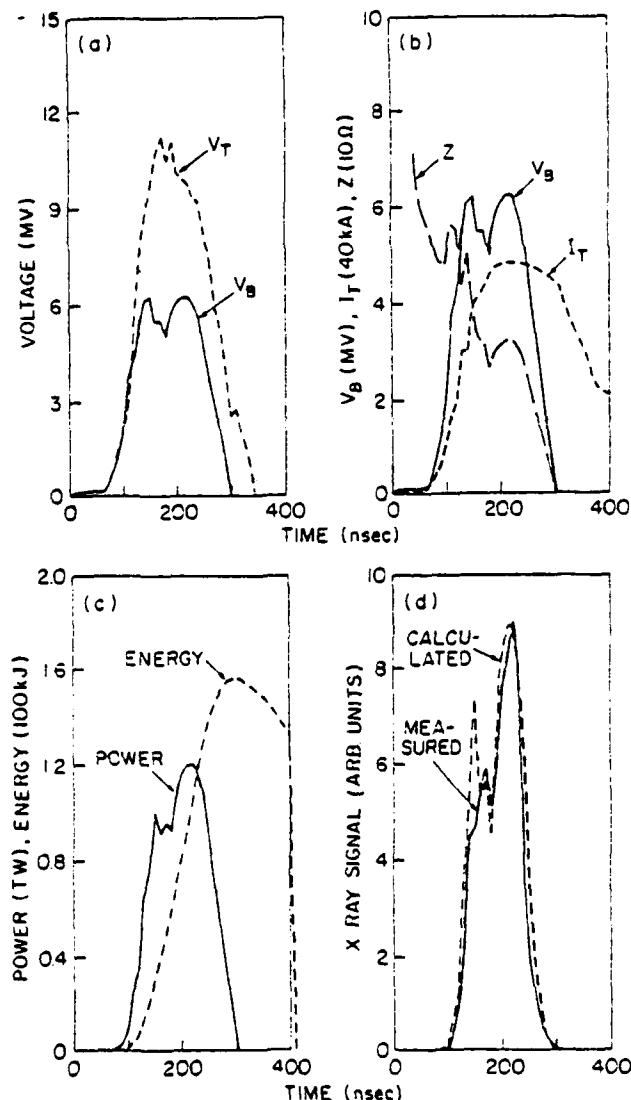 (a)
15
12
9
6
3
0
VOLTAGE (MV)
V_T
V_B
0
200
(b)
10
8
6
4
2
0
V_B (MV), I_T (40kA), Z (10Ω)
Z
V_B
I_T
0
200
400
TIME (nsec)
(c)
2.0
1.6
1.2
0.8
0.4
0
POWER (TW), ENERGY (100kJ)
ENERGY
POWER
0
200
400
(d)
10
8
6
4
2
0
X RAY SIGNAL (ARB UNITS)
CALCU-
LATED
MEA-
SURED
0
200
400
TIME (nsec)